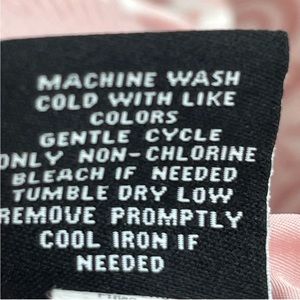 MACHINE WASH
COLD WITH LIKE
COLORS
GENTLE CYCLE
ONLY NON-CHLORINE
BLEACH IF NEEDED
TUMBLE DRY LOW
REMOVE PROMPTLY
COOL IRON IF
NEEDED